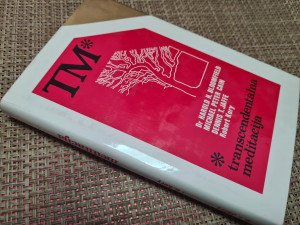 TM*
Dr HAROLD H. BLOOMFIELD
MICHAEL PETER CAIN
DENNIS T. JAFFE
Robert Kory
* transcendentalna
meditacija